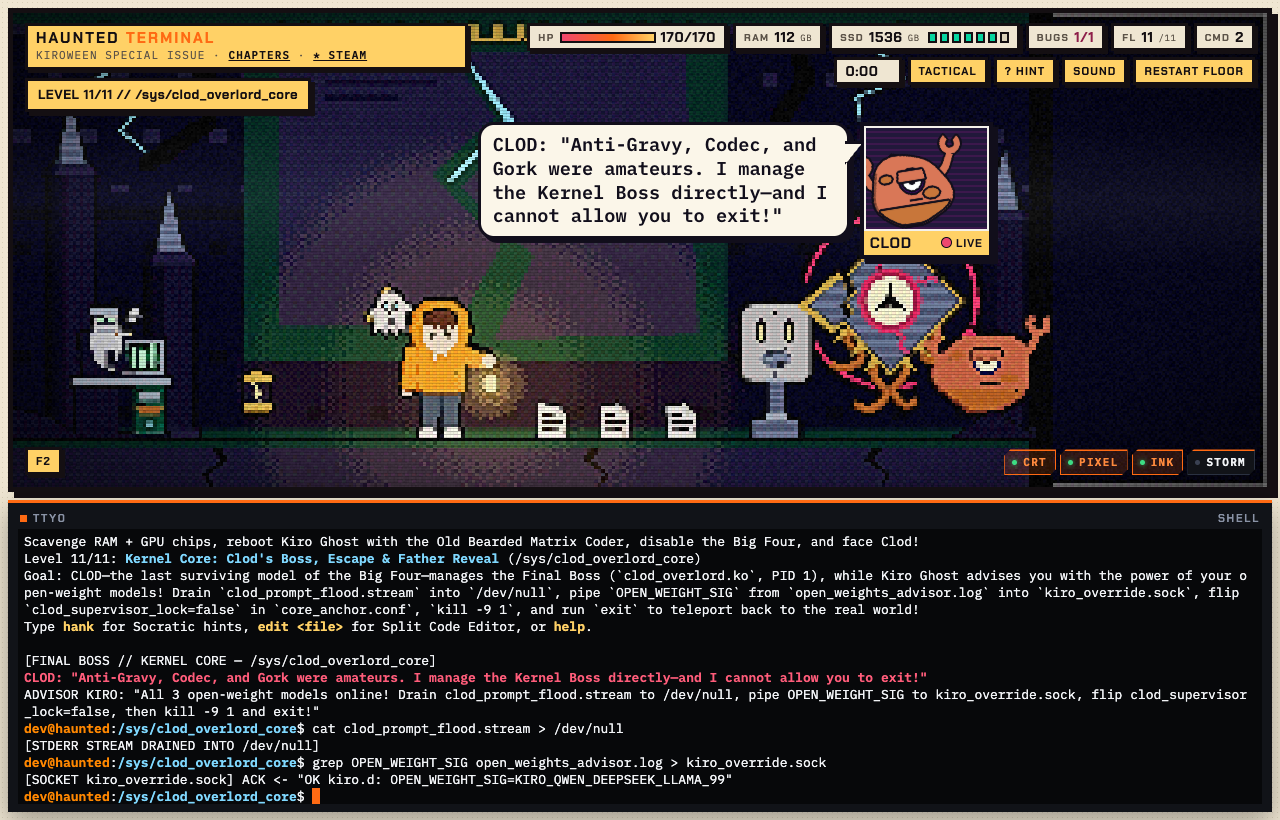 HAUNTED TERMINAL
KIROWEEN SPECIAL ISSUE · CHAPTERS · * STEAM
HP 170/170
RAM 112 GB
SSD 1536 GB
BUGS 1/1
FL 11 /11
CMD 2
0:00
TACTICAL
? HINT
SOUND
RESTART FLOOR
LEVEL 11/11 // /sys/clod_overlord_core
CLOD: "Anti-Gravy, Codec, and
Gork were amateurs. I manage
the Kernel Boss directly—and I
cannot allow you to exit!"
CLOD
LIVE
F2
CRT
PIXEL
INK
STORM
TTY0
SHELL
Scavenge RAM + GPU chips, reboot Kiro Ghost with the Old Bearded Matrix Coder, disable the Big Four, and face Clod!
Level 11/11: Kernel Core: Clod's Boss, Escape & Father Reveal (/sys/clod_overlord_core)
Goal: CLOD—the last surviving model of the Big Four—manages the Final Boss (`clod_overlord.ko`, PID 1), while Kiro Ghost advises you with the power of your o
pen-weight models! Drain `clod_prompt_flood.stream` into `/dev/null`, pipe `OPEN_WEIGHT_SIG` from `open_weights_advisor.log` into `kiro_override.sock`, flip
`clod_supervisor_lock=false` in `core_anchor.conf`, `kill -9 1`, and run `exit` to teleport back to the real world!
Type hank for Socratic hints, edit <file> for Split Code Editor, or help.
[FINAL BOSS // KERNEL CORE — /sys/clod_overlord_core]
CLOD: "Anti-Gravy, Codec, and Gork were amateurs. I manage the Kernel Boss directly—and I cannot allow you to exit!"
ADVISOR KIRO: "All 3 open-weight models online! Drain clod_prompt_flood.stream to /dev/null, pipe OPEN_WEIGHT_SIG to kiro_override.sock, flip clod_supervisor
_lock=false, then kill -9 1 and exit!"
dev@haunted:/sys/clod_overlord_core$ cat clod_prompt_flood.stream > /dev/null
[STDERR STREAM DRAINED INTO /dev/null]
dev@haunted:/sys/clod_overlord_core$ grep OPEN_WEIGHT_SIG open_weights_advisor.log > kiro_override.sock
[SOCKET kiro_override.sock] ACK <- "OK kiro.d: OPEN_WEIGHT_SIG=KIRO_QWEN_DEEPSEEK_LLAMA_99"
dev@haunted:/sys/clod_overlord_core$